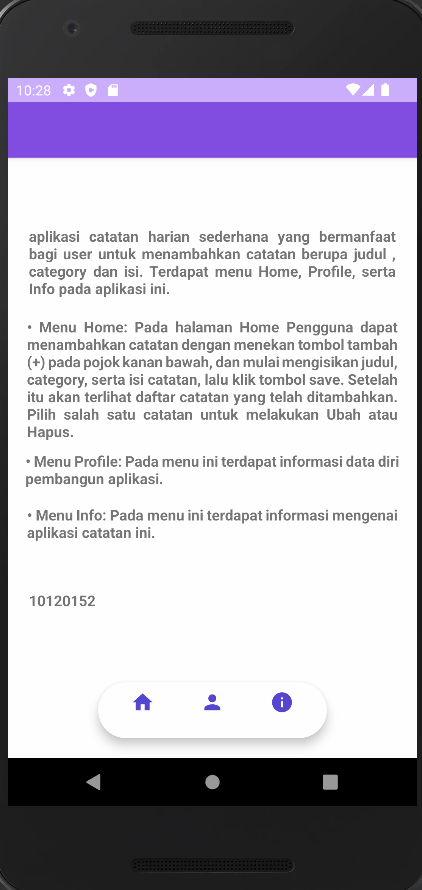 10:28
aplikasi catatan harian sederhana yang bermanfaat
bagi user untuk menambahkan catatan berupa judul ,
category dan isi. Terdapat menu Home, Profile, serta
Info pada aplikasi ini.
• Menu Home: Pada halaman Home Pengguna dapat
menambahkan catatan dengan menekan tombol tambah
(+) pada pojok kanan bawah, dan mulai mengisikan judul,
category, serta isi catatan, lalu klik tombol save. Setelah
itu akan terlihat daftar catatan yang telah ditambahkan.
Pilih salah satu catatan untuk melakukan Ubah atau
Hapus.
• Menu Profile: Pada menu ini terdapat informasi data diri
pembangun aplikasi.
• Menu Info: Pada menu ini terdapat informasi mengenai
aplikasi catatan ini.
10120152